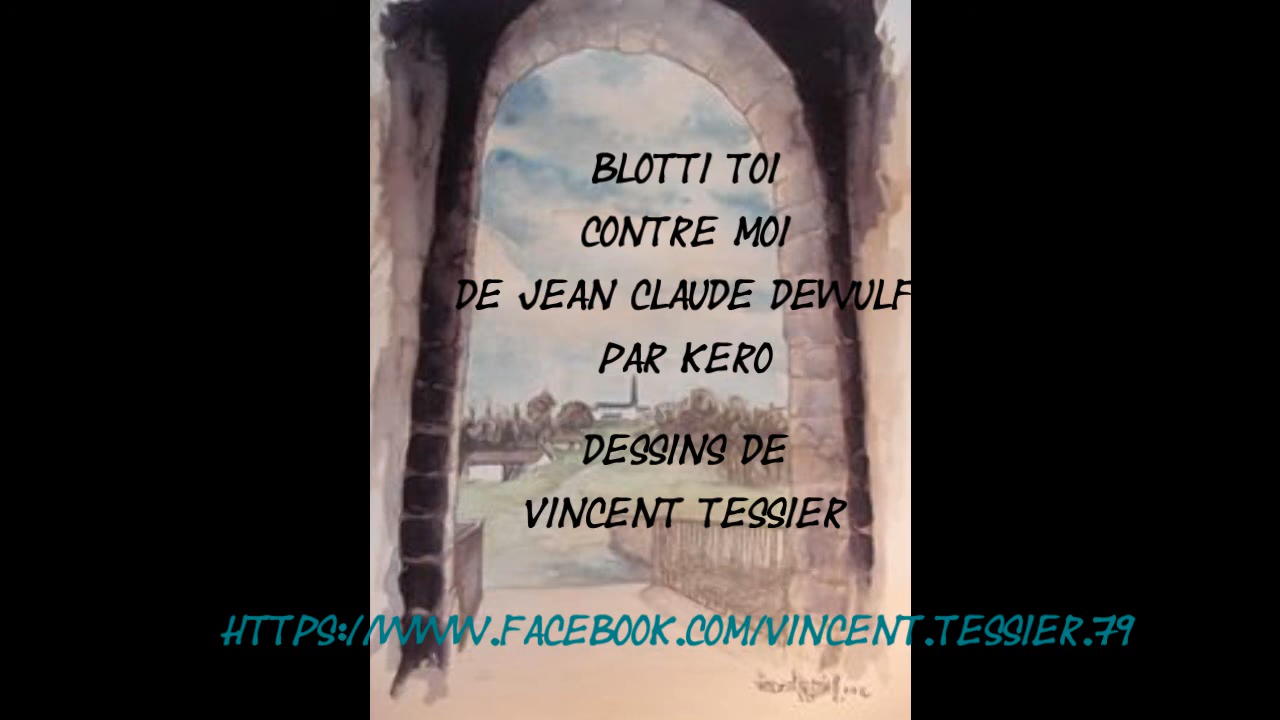 BLOTTI TOI
CONTRE MOI
DE JEAN CLAUDE DEWULF
PAR KERO
DESSINS DE
VINCENT TESSIER
HTTPS://WWW.FACEBOOK.COM/VINCENT.TESSIER.79